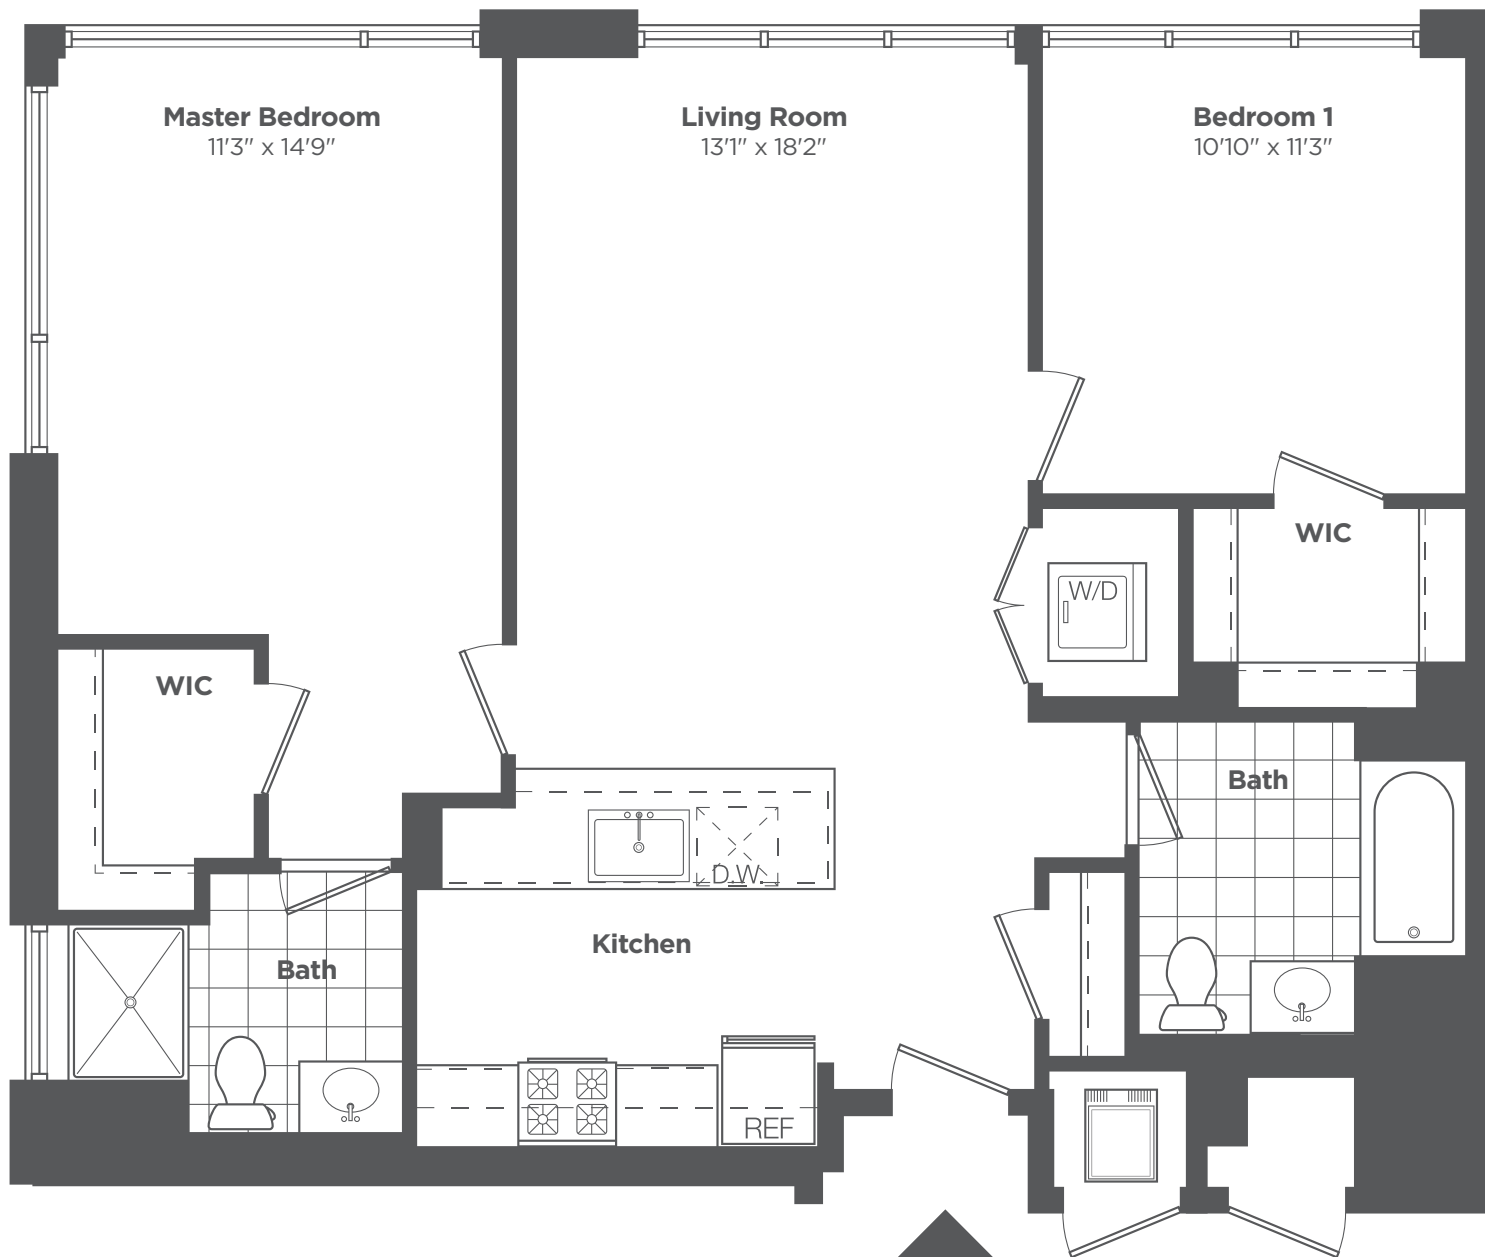 Master Bedroom
11'3" x 14'9"
Living Room
13'1" x 18'2"
Bedroom 1
10'10" x 11'3"
WIC
W/D
WIC
Bath
D.W.
Kitchen
Bath
REF